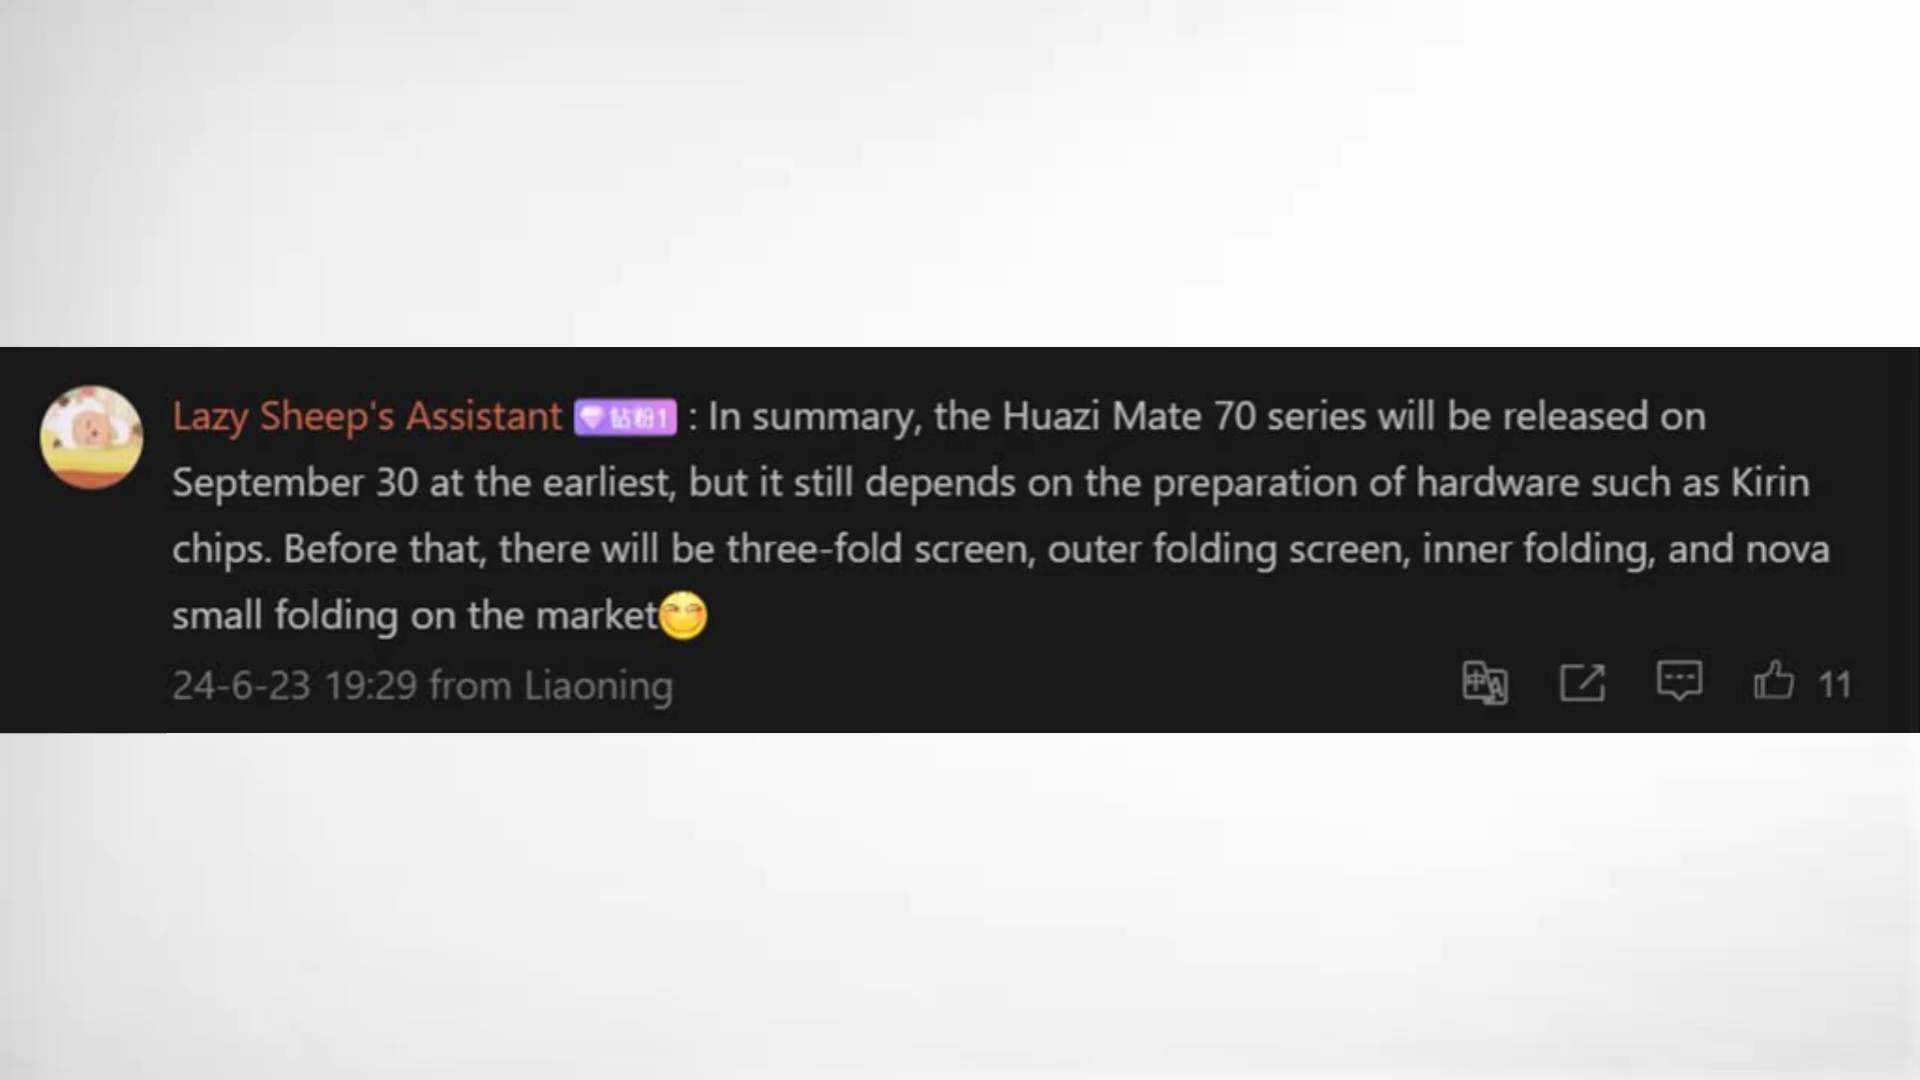 Lazy Sheep's Assistant 钻粉1 : In summary, the Huazi Mate 70 series will be released on
September 30 at the earliest, but it still depends on the preparation of hardware such as Kirin
chips. Before that, there will be three-fold screen, outer folding screen, inner folding, and nova
small folding on the market
24-6-23 19:29 from Liaoning
11